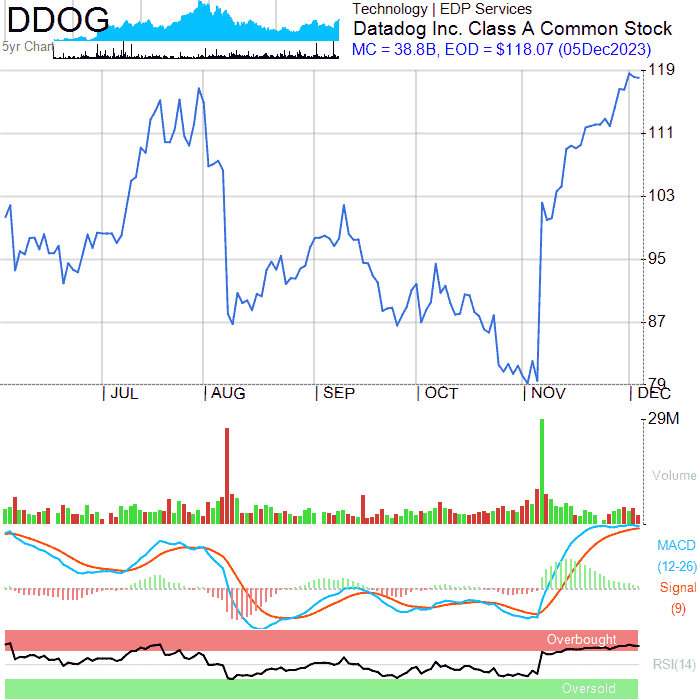 DDOG
5yr Chart
Technology | EDP Services
Datadog Inc. Class A Common Stock
MC = 38.8B, EOD = $118.07 (05Dec2023)
119
111
103
95
87
79
JUL AUG SEP OCT NOV DEC
29M
Volume
MACD
(12-26)
Signal
(9)
Overbought
RSI(14)
Oversold